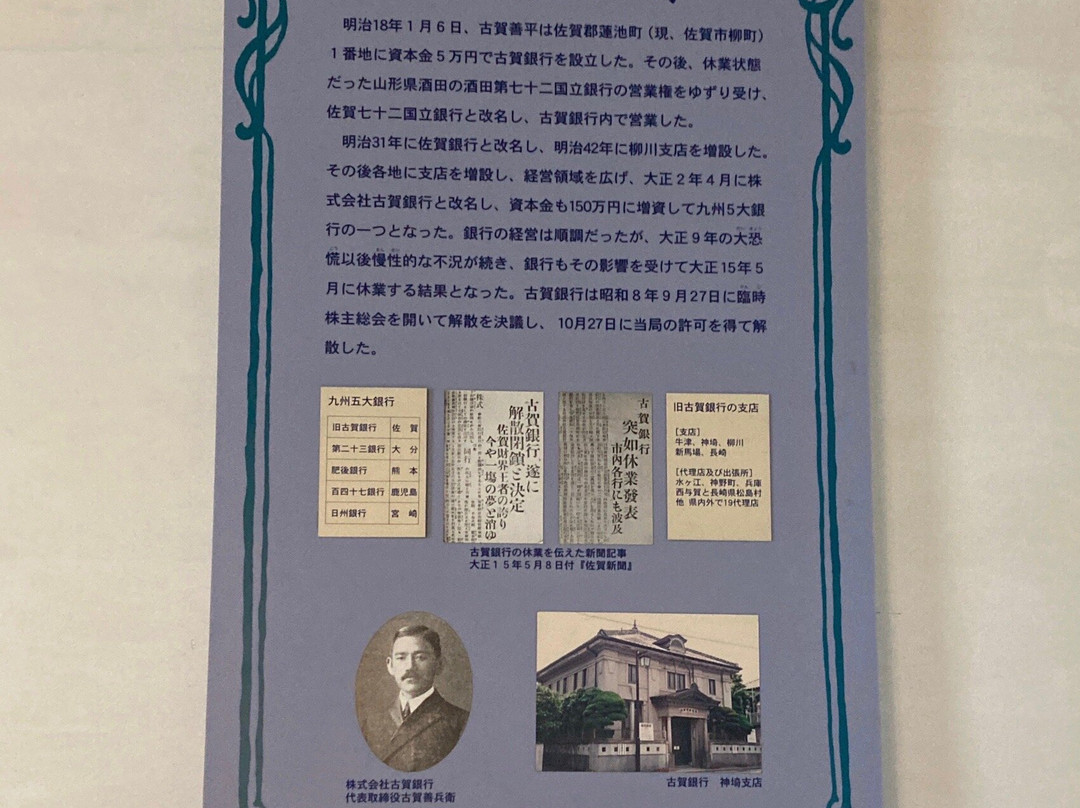 明治18年1月6日、古賀善平は佐賀郡蓮池町（現、佐賀市柳町）
1番地に資本金5万円で古賀銀行を設立した。その後、休業状態
だった山形県酒田の酒田第七十二国立銀行の営業権をゆずり受け、
佐賀七十二国立銀行と改名し、古賀銀行内で営業した。
明治31年に佐賀銀行と改名し、明治42年に柳川支店を増設した。
その後各地に支店を増設し、経営領域を広げ、大正2年4月に株
式会社古賀銀行と改名し、資本金も150万円に増資して九州5大銀
行の一つとなった。銀行の経営は順調だったが、大正9年の大恐
慌以後慢性的な不況が続き、銀行もその影響を受けて大正15年5
月に休業する結果となった。古賀銀行は昭和8年9月27日に臨時
株主総会を開いて解散を決議し、10月27日に当局の許可を得て解
散した。
九州五大銀行
旧古賀銀行 佐賀
第二十三銀行 大分
肥後銀行 熊本
百四十七銀行 鹿児島
日州銀行 宮崎
古賀銀行、遂に
解散閉鎖に決定
佐賀財界王者の誇り
今や一場の夢と消ゆ
古賀銀行
突如休業發表
市内各行にも波及
旧古賀銀行の支店
[支店]
牛津、神埼、柳川
新馬場、長崎
[代理店及び出張所]
水ヶ江、神野町、兵庫
西与賀と長崎県松島村
他 県内外で19代理店
古賀銀行の休業を伝えた新聞記事
大正15年5月8日付『佐賀新聞』
株式会社古賀銀行
代表取締役古賀善兵衛
古賀銀行 神埼支店